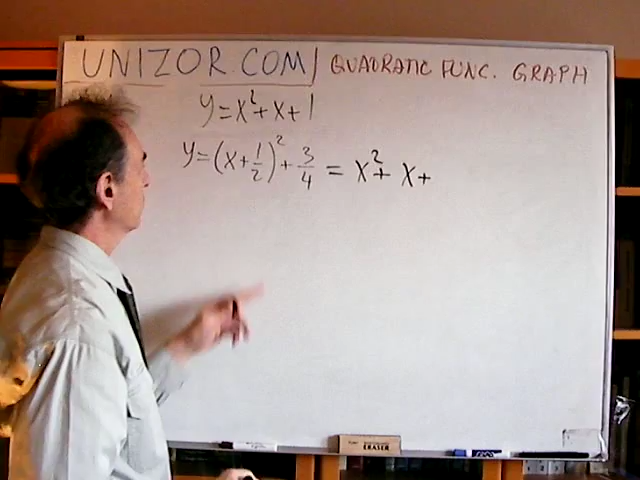 UNIZOR.COM/ QUADRATIC FUNC. GRAPH
y=x²+x+1
y=(x+1/2)²+3/4=x²+x+
ERASER